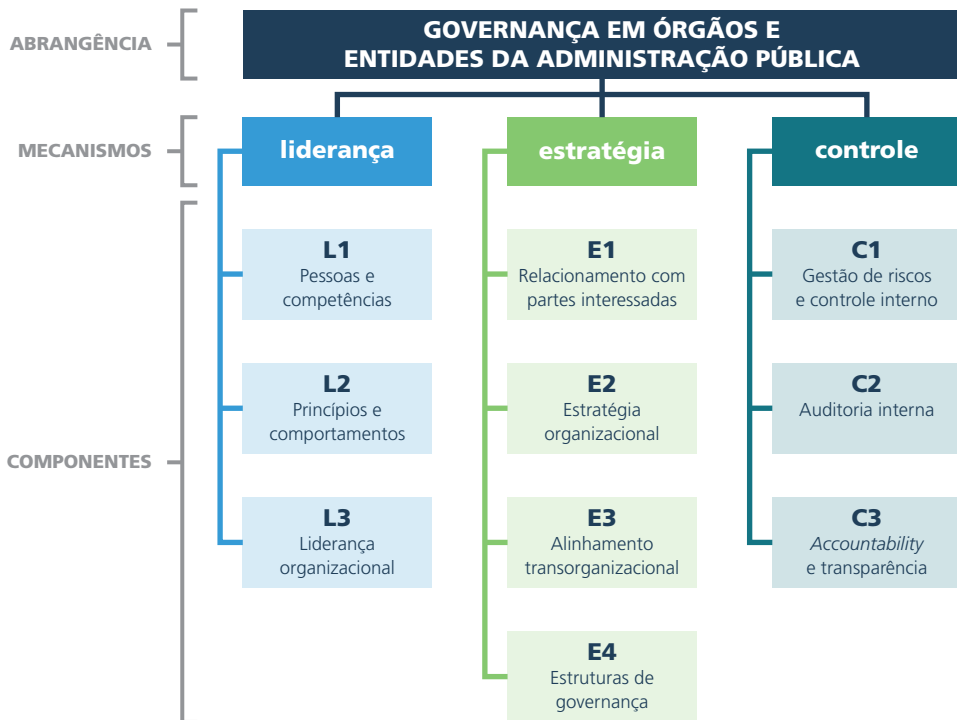 ABRANGÊNCIA
GOVERNANÇA EM ÓRGÃOS E
ENTIDADES DA ADMINISTRAÇÃO PÚBLICA
MECANISMOS
liderança
estratégia
controle
COMPONENTES
L1
Pessoas e
competências
L2
Princípios e
comportamentos
L3
Liderança
organizacional
E1
Relacionamento com
partes interessadas
E2
Estratégia
organizacional
E3
Alinhamento
transorganizacional
E4
Estruturas de
governança
C1
Gestão de riscos
e controle interno
C2
Auditoria interna
C3
Accountability
e transparência